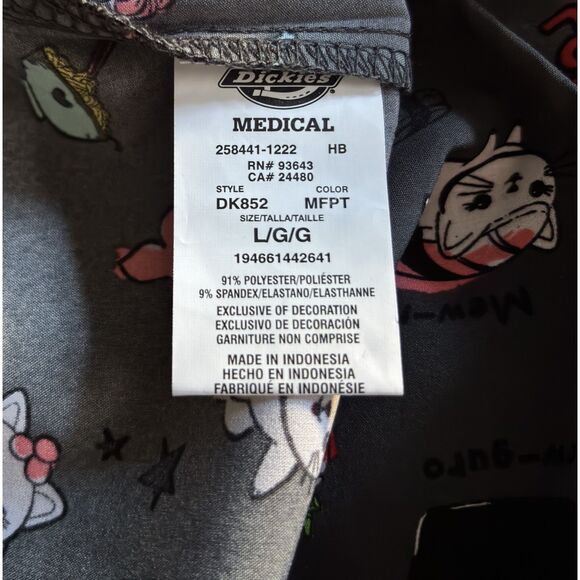 Dickies
MEDICAL
258441-1222 HB
RN# 93643
CA# 24480
STYLE COLOR
DK852 MFPT
SIZE/TALLA/TAILLE
L/G/G
194661442641
91% POLYESTER/POLIÉSTER
9% SPANDEX/ELASTANO/ELASTHANNE
EXCLUSIVE OF DECORATION
EXCLUSIVO DE DECORACIÓN
GARNITURE NON COMPRISE
MADE IN INDONESIA
HECHO EN INDONESIA
FABRIQUÉ EN INDONÉSIE